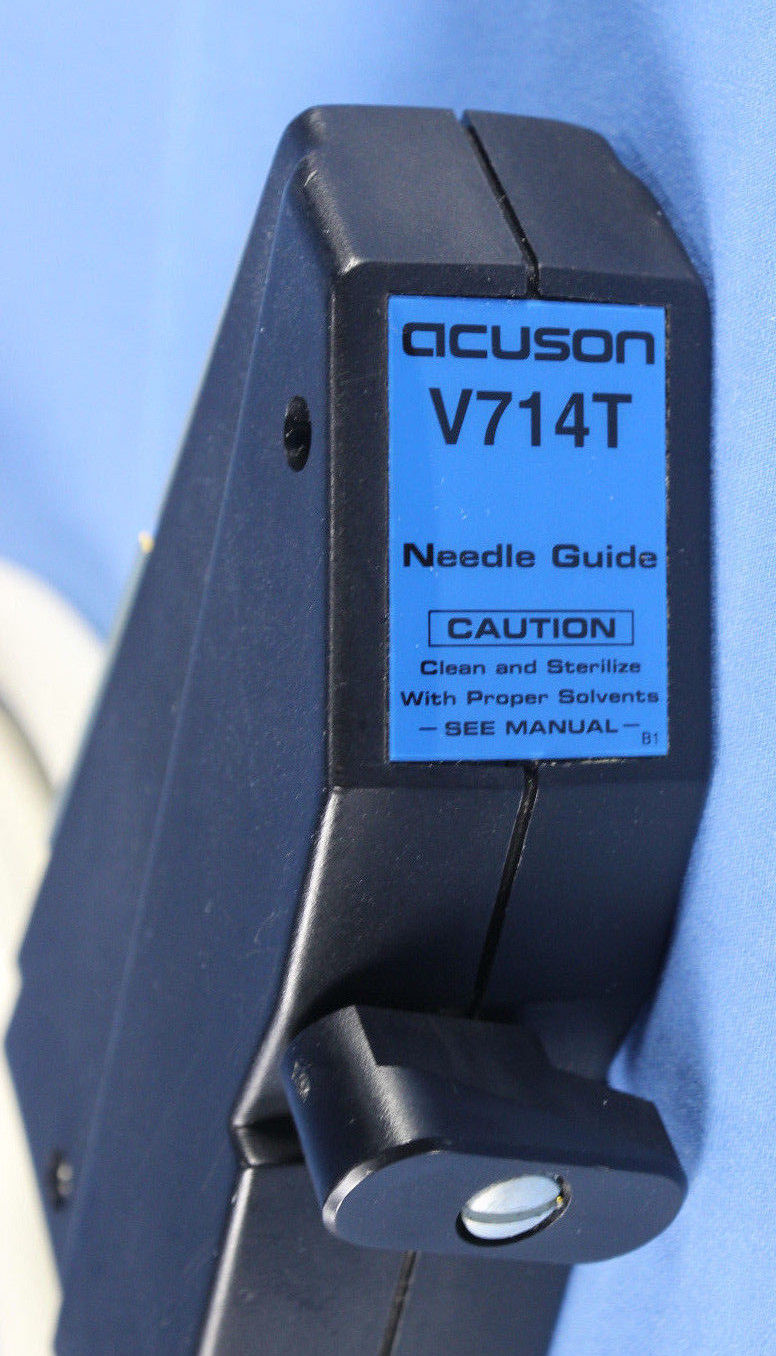 acuson
V714T
Needle Guide
CAUTION
Clean and Sterilize
With Proper Solvents
— SEE MANUAL —
B1